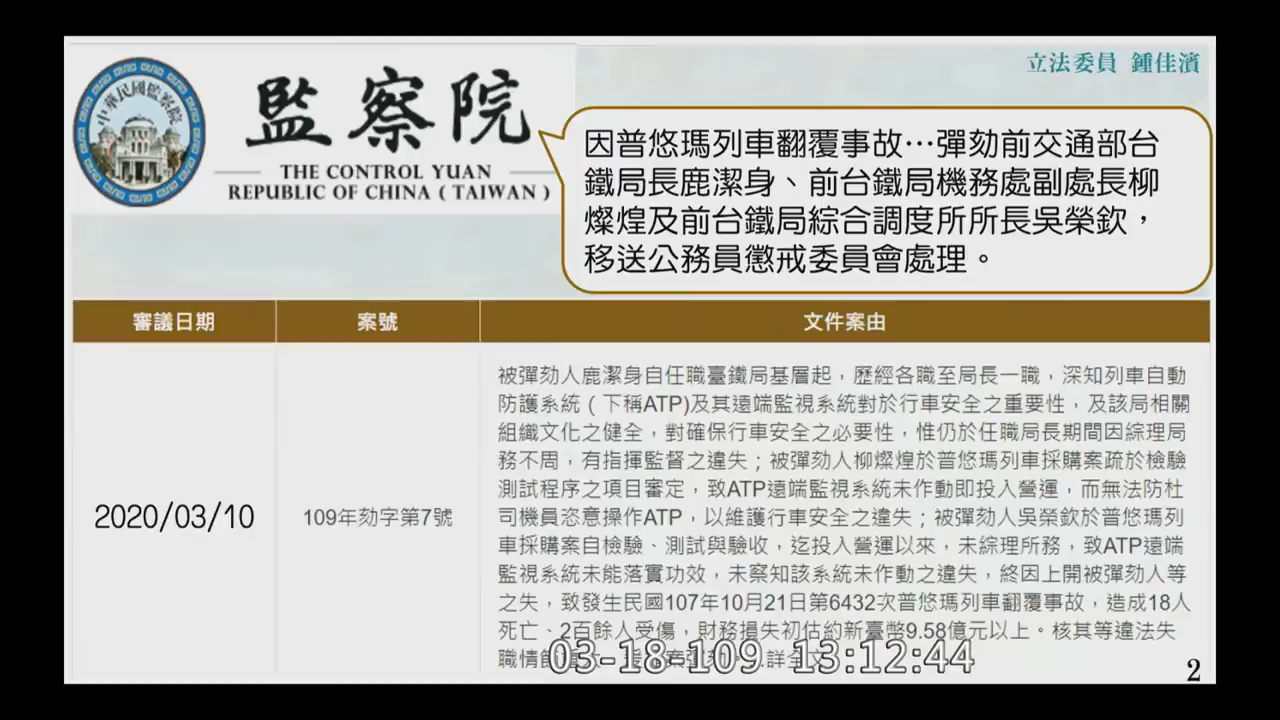 立法委員 鍾佳濱
中華民國監察院
監察院
THE CONTROL YUAN
REPUBLIC OF CHINA ( TAIWAN )
因普悠瑪列車翻覆事故…彈劾前交通部台
鐵局長鹿潔身、前台鐵局機務處副處長柳
燦煌及前台鐵局綜合調度所所長吳榮欽，
移送公務員懲戒委員會處理。
審議日期 案號 文件案由
被彈劾人鹿潔身自任職臺鐵局基層起，歷經各職至局長一職，深知列車自動
防護系統（下稱ATP)及其遠端監視系統對於行車安全之重要性，及該局相關
組織文化之健全，對確保行車安全之必要性，惟仍於任職局長期間因綜理局
務不周，有指揮監督之違失；被彈劾人柳燦煌於普悠瑪列車採購案疏於檢驗
測試程序之項目審定，致ATP遠端監視系統未作動即投入營運，而無法防杜
2020/03/10 109年劾字第7號 司機員恣意操作ATP，以維護行車安全之違失；被彈劾人吳榮欽於普悠瑪列
車採購案自檢驗、測試與驗收，迄投入營運以來，未綜理所務，致ATP遠端
監視系統未能落實功效，未察知該系統未作動之違失，終因上開被彈劾人等
之失，致發生民國107年10月21日第6432次普悠瑪列車翻覆事故，造成18人
死亡、2百餘人受傷，財務損失初估約新臺幣9.58億元以上。核其等違法失
職情
03-18-109 13:12:44
2